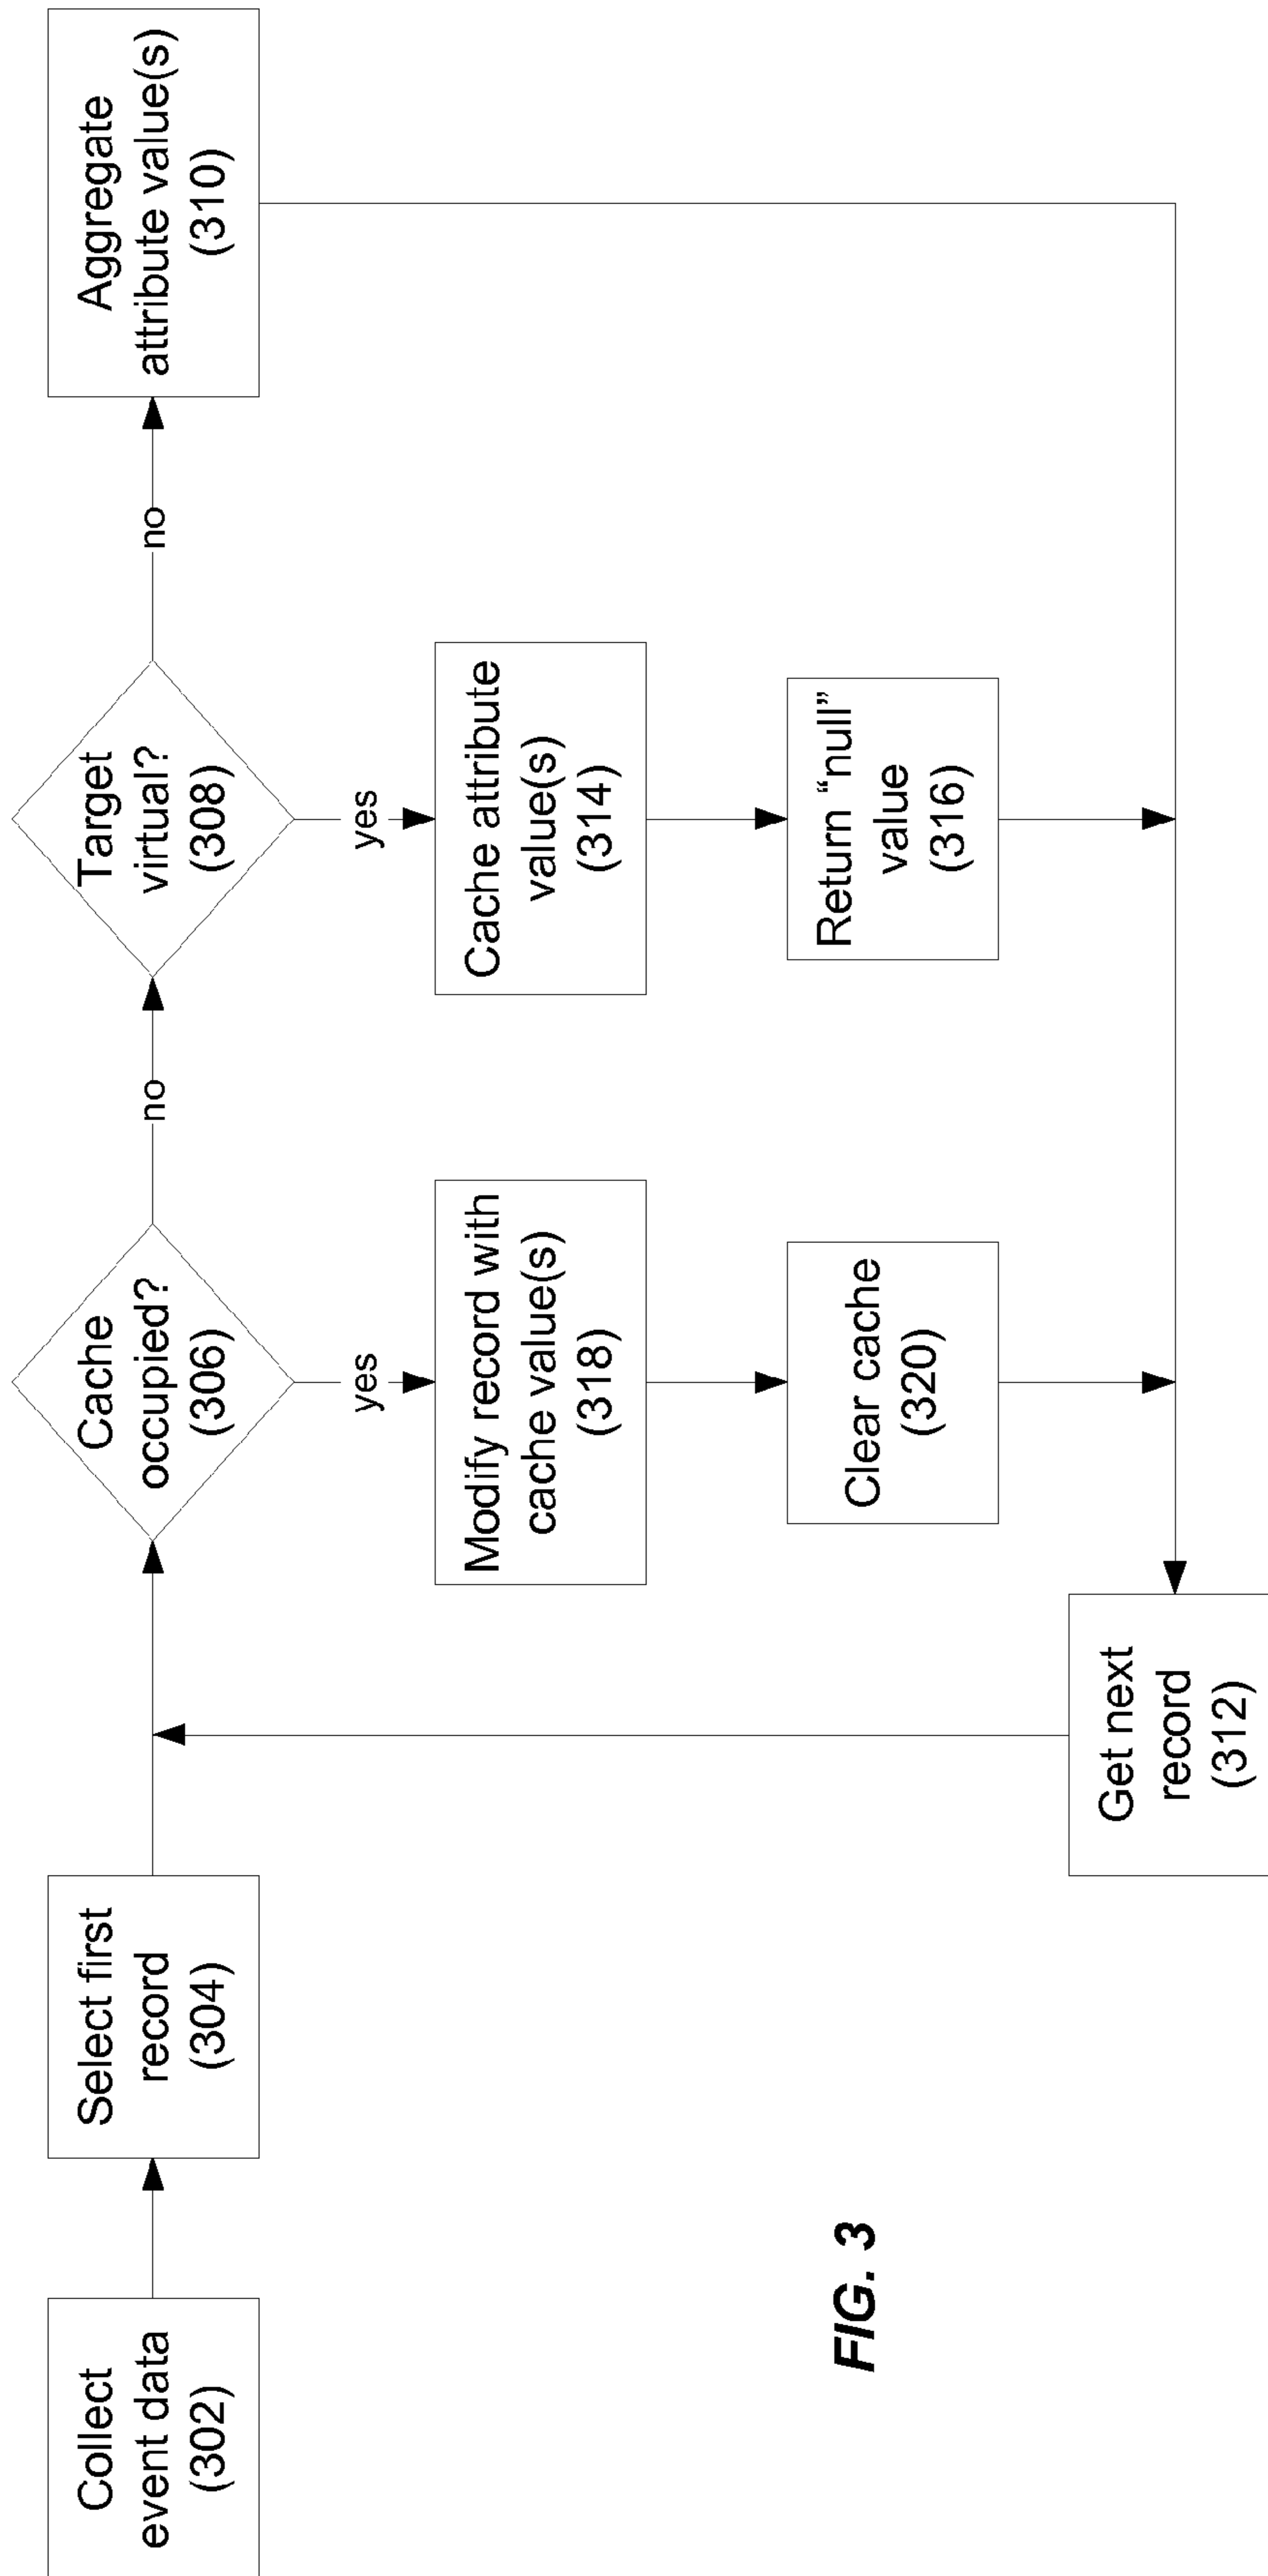 Collect
event data
(302)
Select first
record
(304)
Cache
occupied?
(306)
no
Target
virtual?
(308)
no
Aggregate
attribute value(s)
(310)
yes
yes
Modify record with
cache value(s)
(318)
Cache attribute
value(s)
(314)
Clear cache
(320)
Return “null”
value
(316)
Get next
record
(312)
FIG. 3